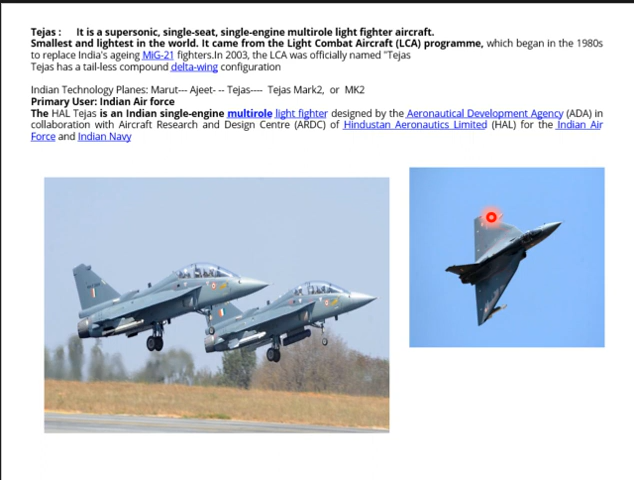 Tejas : It is a supersonic, single-seat, single-engine multirole light fighter aircraft.
Smallest and lightest in the world. It came from the Light Combat Aircraft (LCA) programme, which began in the 1980s
to replace India's ageing MiG-21 fighters.In 2003, the LCA was officially named "Tejas
Tejas has a tail-less compound delta-wing configuration
Indian Technology Planes: Marut--- Ajeet- -- Tejas---- Tejas Mark2, or MK2
Primary User: Indian Air force
The HAL Tejas is an Indian single-engine multirole light fighter designed by the Aeronautical Development Agency (ADA) in
collaboration with Aircraft Research and Design Centre (ARDC) of Hindustan Aeronautics Limited (HAL) for the Indian Air
Force and Indian Navy